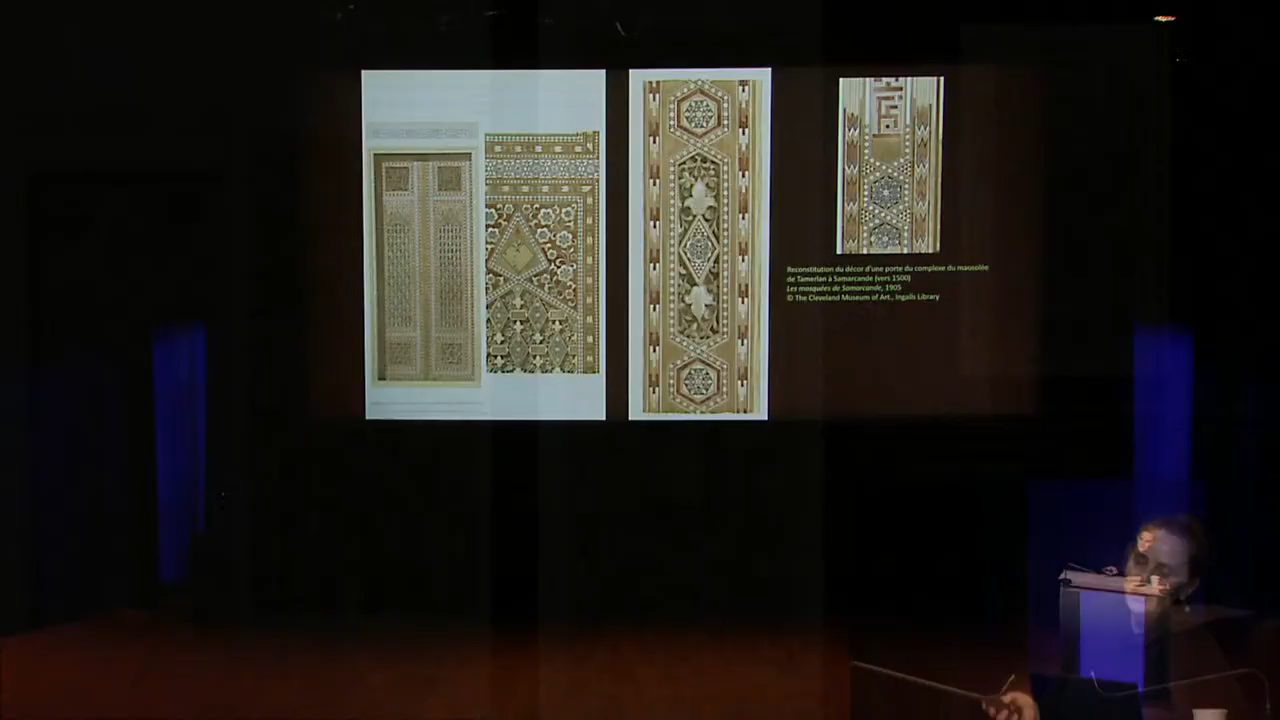 Reconstitution du décor d'une porte du complexe du mausolée
de Tamerlan à Samarcande (vers 1500)
Les mosquées de Samarcande, 1905
© The Cleveland Museum of Art., Ingalls Library